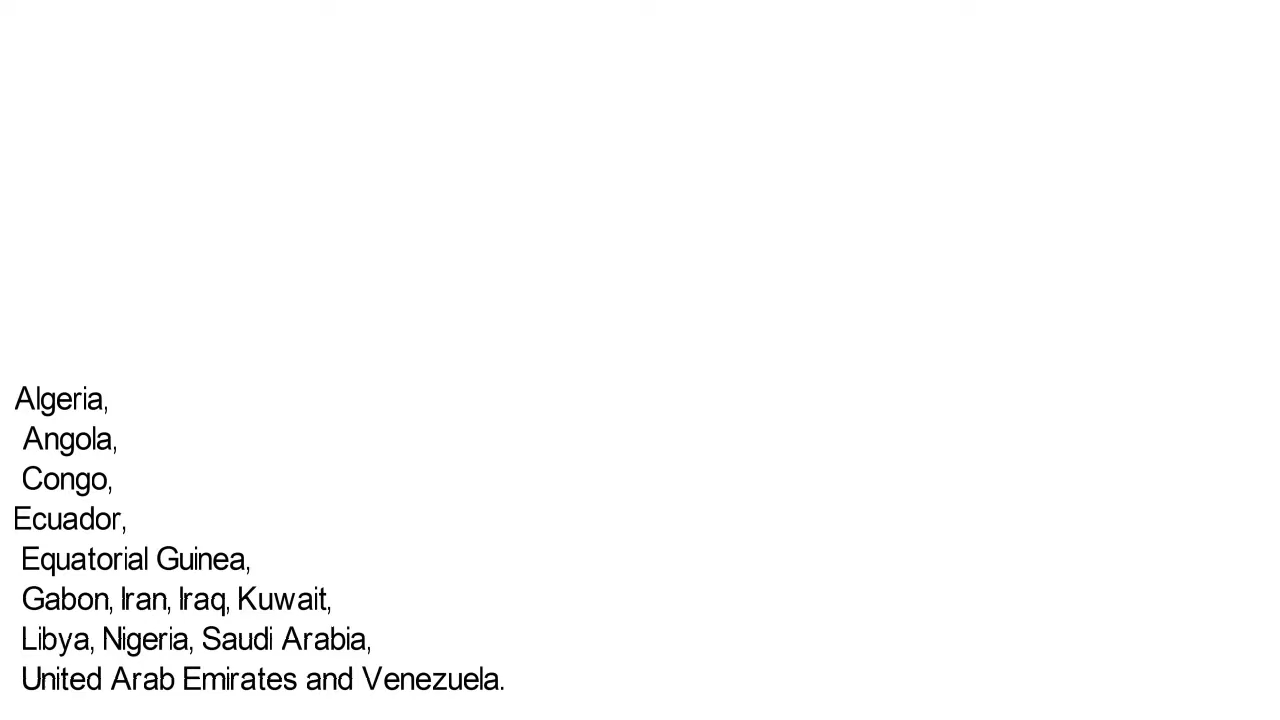 Algeria,
Angola,
Congo,
Ecuador,
Equatorial Guinea,
Gabon, Iran, Iraq, Kuwait,
Libya, Nigeria, Saudi Arabia,
United Arab Emirates and Venezuela.